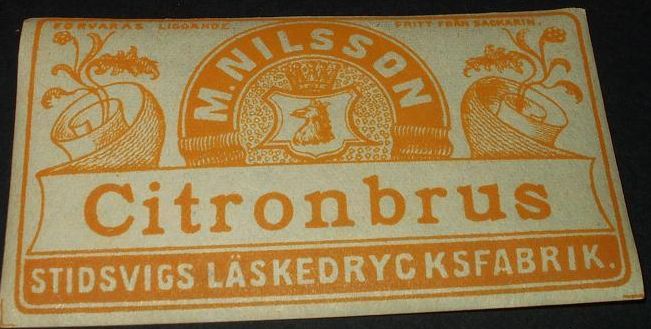 FÖRVARAS LIGGANDE
FRITT FRÅN SACKARIN.
M. NILSSON
Citronbrus
STIDSVIGS LÄSKEDRYCKSFABRIK.